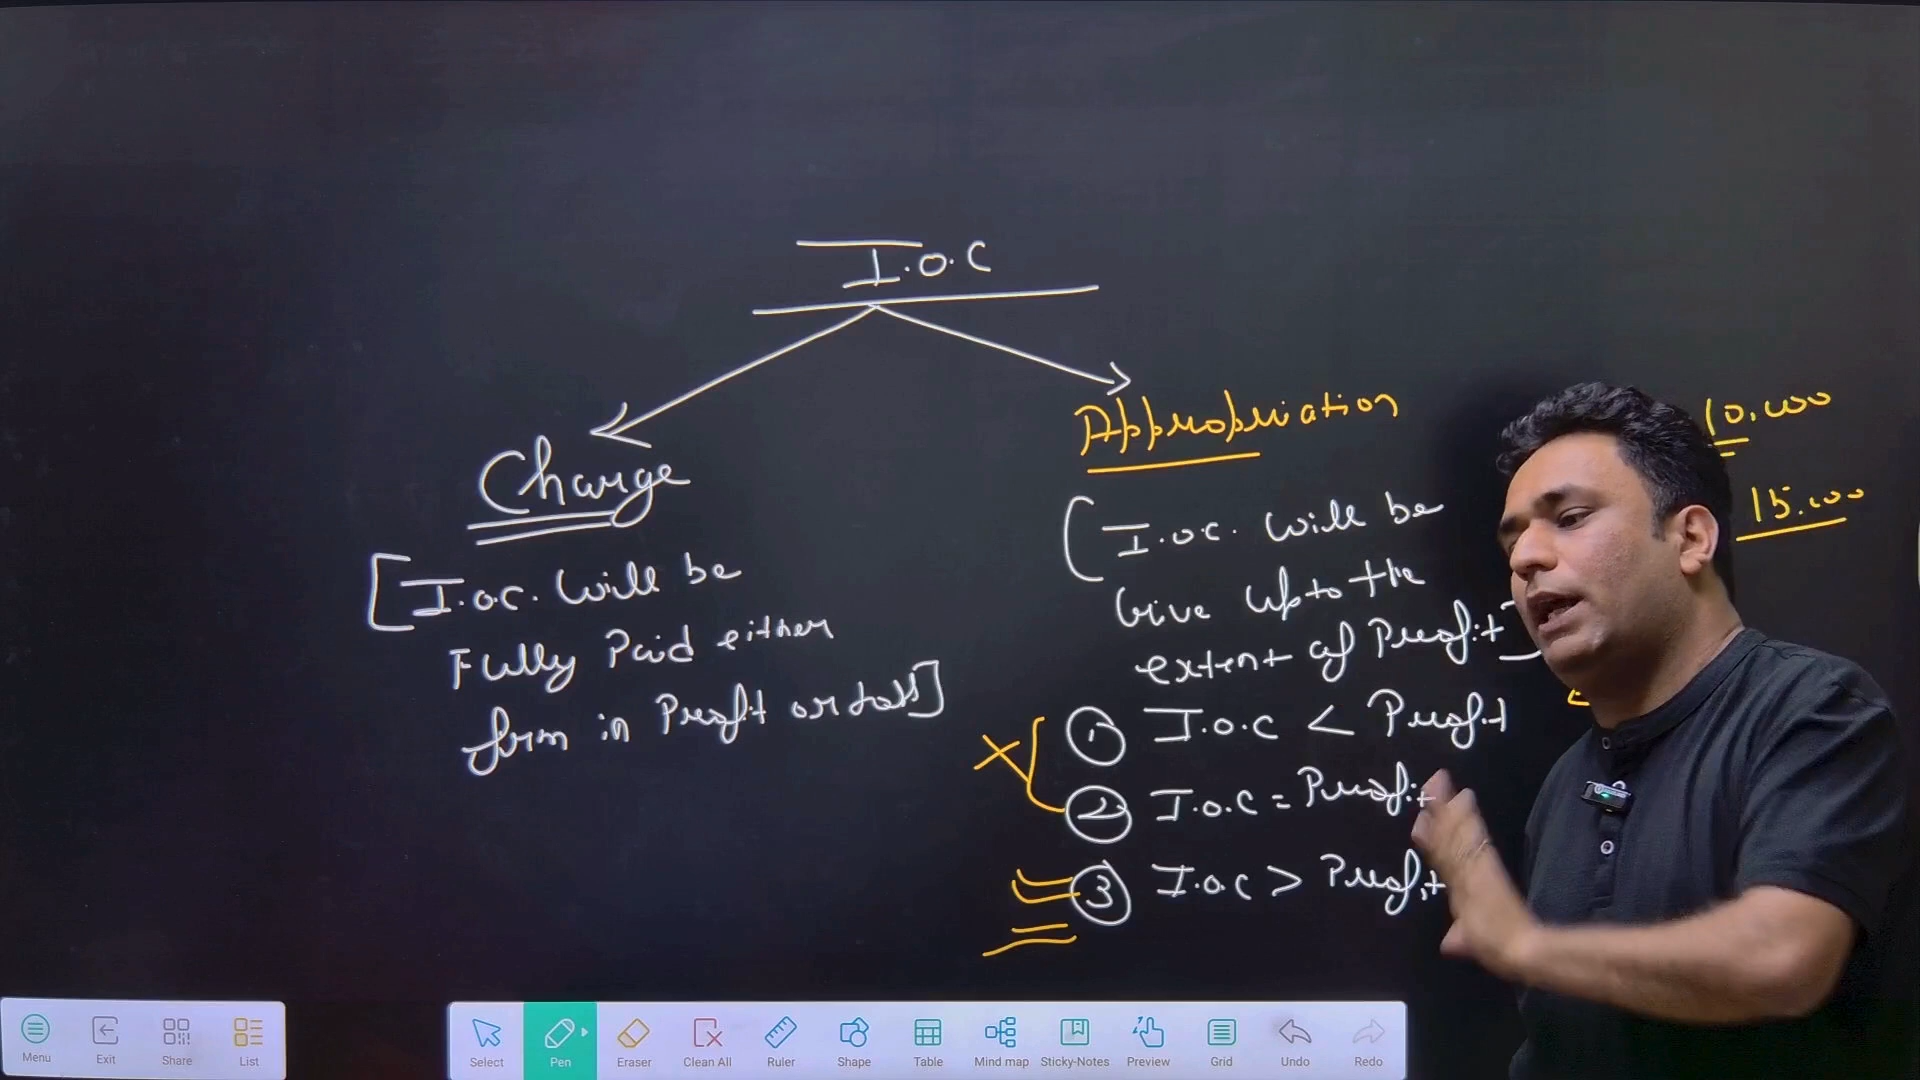 I.O.C
Charge
[I.O.C. will be
Fully Paid either
firm in Profit or loss]
Appropriation
(I.O.C. will be
Give upto the
extent of Profit]
① I.O.C < Profit
② I.O.C = Profit
③ I.O.C > Profit
10,000
15,000
Menu Exit Share List
Select Pen Eraser Clean All Ruler Shape Table Mind map Sticky-Notes Preview Grid Undo Redo